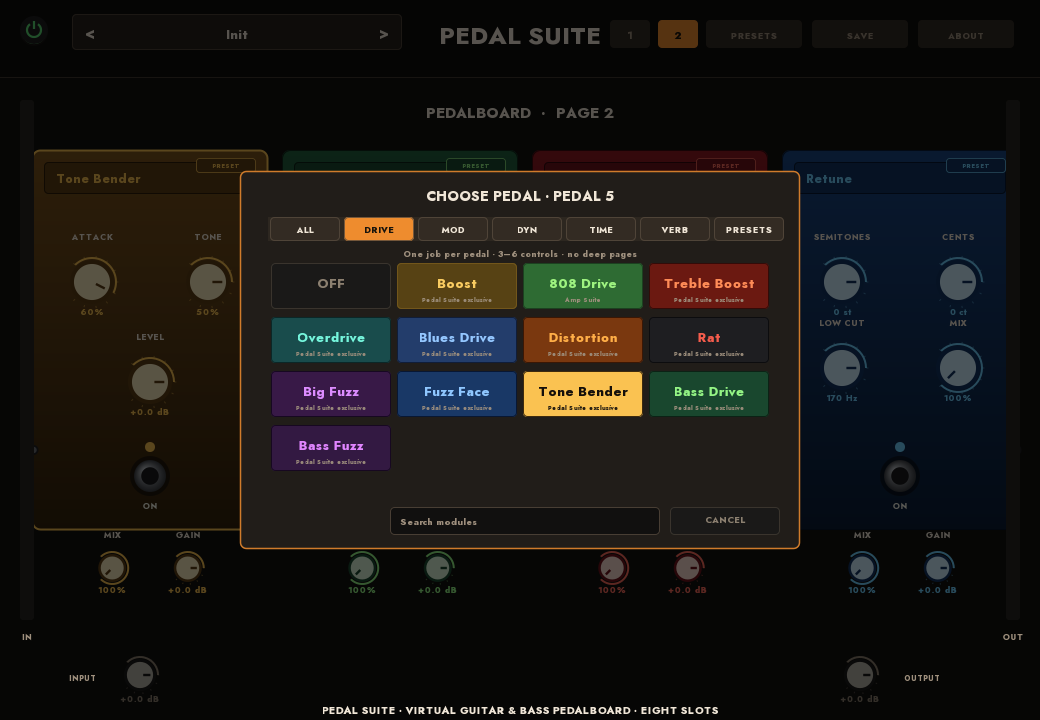 < Init > PEDAL SUITE 1 2 PRESETS SAVE ABOUT
PEDALBOARD · PAGE 2
PRESET PRESET PRESET PRESET
Tone Bender Retune
CHOOSE PEDAL · PEDAL 5
ALL DRIVE MOD DYN TIME VERB PRESETS
One job per pedal · 3–6 controls · no deep pages
OFF Boost 808 Drive Treble Boost
Pedal Suite exclusive Amp Suite Pedal Suite exclusive
Overdrive Blues Drive Distortion Rat
Pedal Suite exclusive Pedal Suite exclusive Pedal Suite exclusive Pedal Suite exclusive
Big Fuzz Fuzz Face Tone Bender Bass Drive
Pedal Suite exclusive Pedal Suite exclusive Pedal Suite exclusive Pedal Suite exclusive
Bass Fuzz
Pedal Suite exclusive
Search modules CANCEL
ATTACK TONE
60% 50%
LEVEL
+0.0 dB
ON
SEMITONES CENTS
0 st 0 ct
LOW CUT MIX
170 Hz 100%
ON
MIX GAIN MIX GAIN
100% +0.0 dB 100% +0.0 dB 100% +0.0 dB 100% +0.0 dB
IN OUT
INPUT OUTPUT
+0.0 dB +0.0 dB
PEDAL SUITE · VIRTUAL GUITAR & BASS PEDALBOARD · EIGHT SLOTS